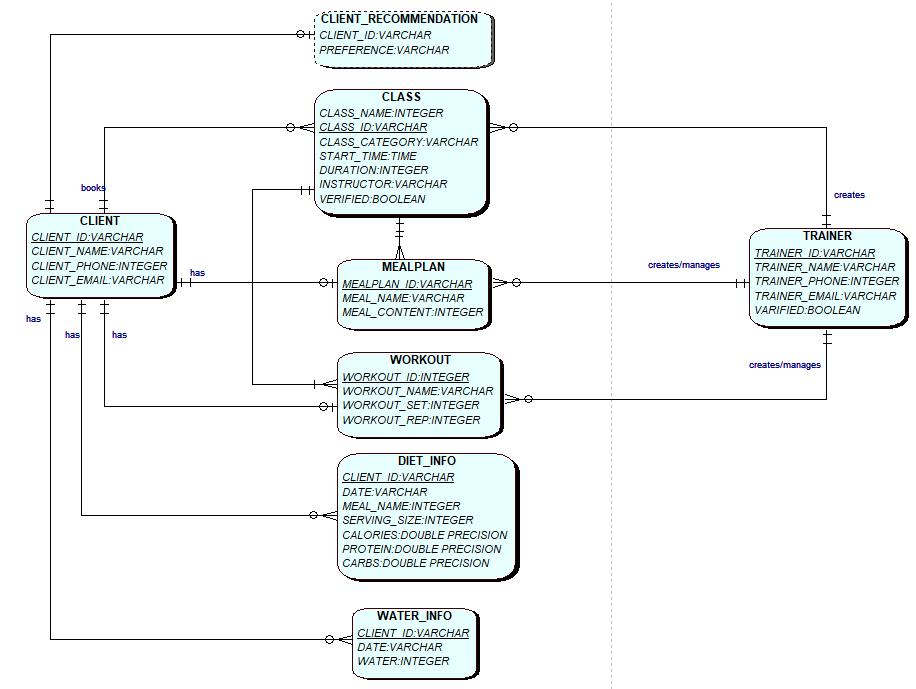 CLIENT_RECOMMENDATION
CLIENT_ID:VARCHAR
PREFERENCE:VARCHAR
CLASS
CLASS_NAME:INTEGER
CLASS_ID:VARCHAR
CLASS_CATEGORY:VARCHAR
START_TIME:TIME
DURATION:INTEGER
INSTRUCTOR:VARCHAR
VERIFIED:BOOLEAN
books
creates
CLIENT
CLIENT_ID:VARCHAR
CLIENT_NAME:VARCHAR
CLIENT_PHONE:INTEGER
CLIENT_EMAIL:VARCHAR
has
TRAINER
TRAINER_ID:VARCHAR
TRAINER_NAME:VARCHAR
TRAINER_PHONE:INTEGER
TRAINER_EMAIL:VARCHAR
VARIFIED:BOOLEAN
creates/manages
MEALPLAN
MEALPLAN_ID:VARCHAR
MEAL_NAME:VARCHAR
MEAL_CONTENT:INTEGER
has
has
has
creates/manages
WORKOUT
WORKOUT_ID:INTEGER
WORKOUT_NAME:VARCHAR
WORKOUT_SET:INTEGER
WORKOUT_REP:INTEGER
DIET_INFO
CLIENT_ID:VARCHAR
DATE:VARCHAR
MEAL_NAME:INTEGER
SERVING_SIZE:INTEGER
CALORIES:DOUBLE PRECISION
PROTEIN:DOUBLE PRECISION
CARBS:DOUBLE PRECISION
WATER_INFO
CLIENT_ID:VARCHAR
DATE:VARCHAR
WATER:INTEGER